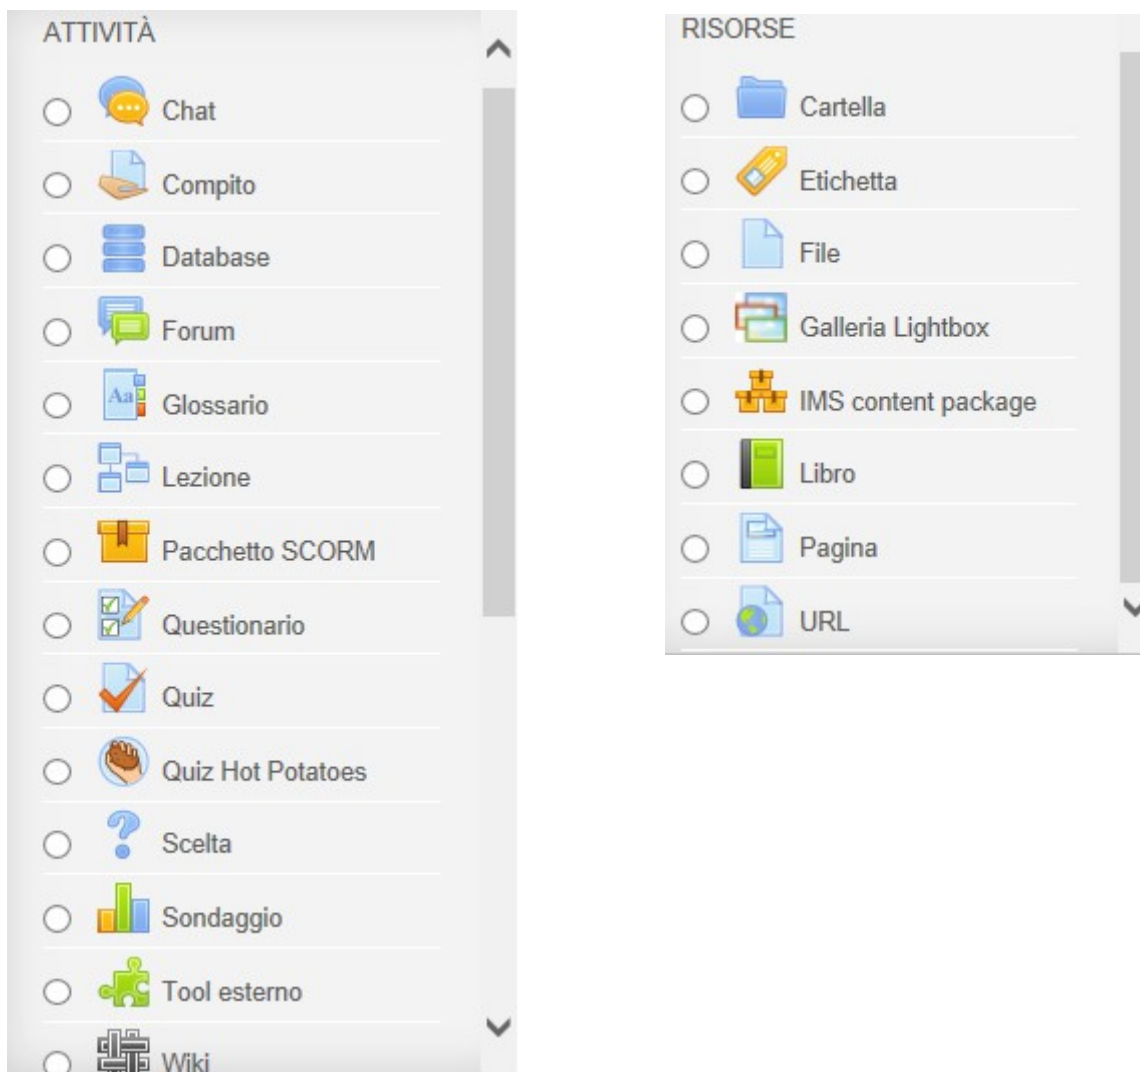 ATTIVITÀ
Chat
Compito
Database
Forum
Aa
Glossario
Lezione
Pacchetto SCORM
Questionario
Quiz
Quiz Hot Potatoes
Scelta
Sondaggio
Tool esterno
Wiki
RISORSE
Cartella
Etichetta
File
Galleria Lightbox
IMS content package
Libro
Pagina
URL